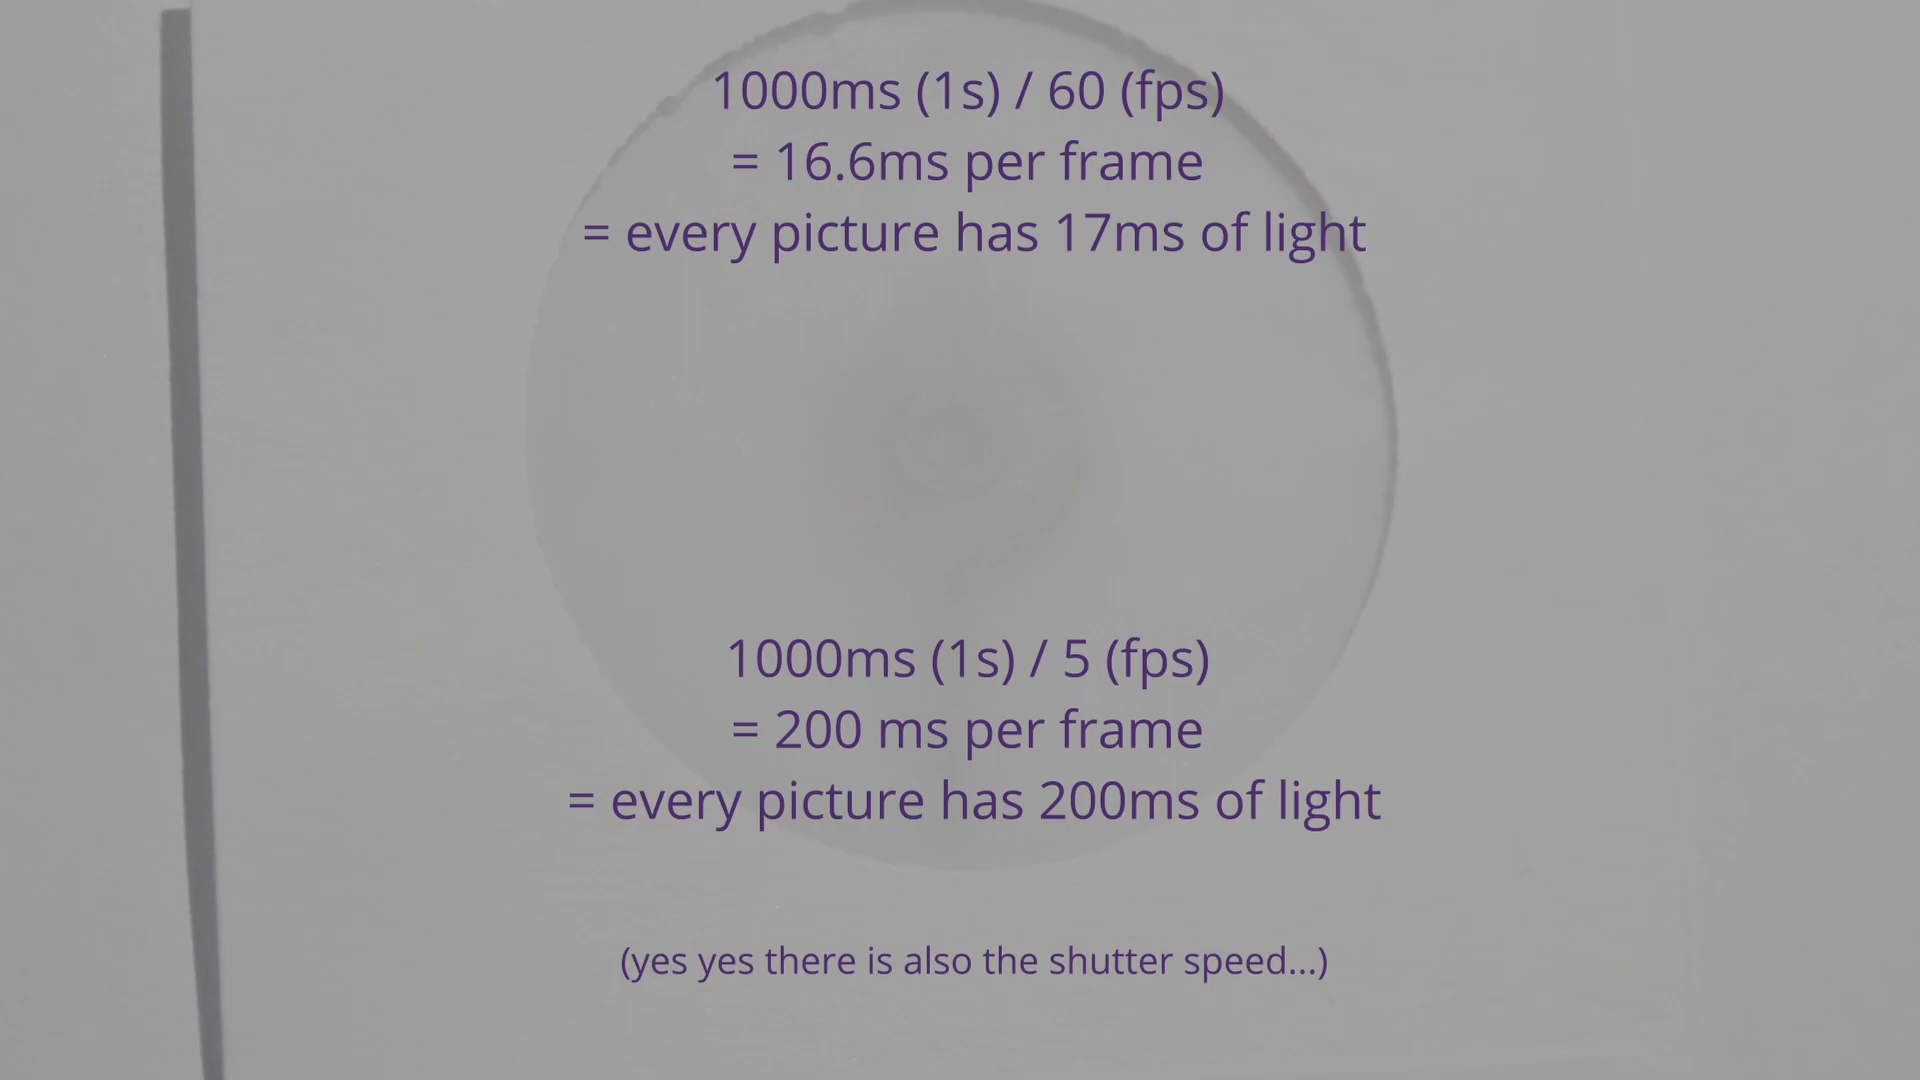 1000ms (1s) / 60 (fps)
= 16.6ms per frame
= every picture has 17ms of light
1000ms (1s) / 5 (fps)
= 200 ms per frame
= every picture has 200ms of light
(yes yes there is also the shutter speed...)